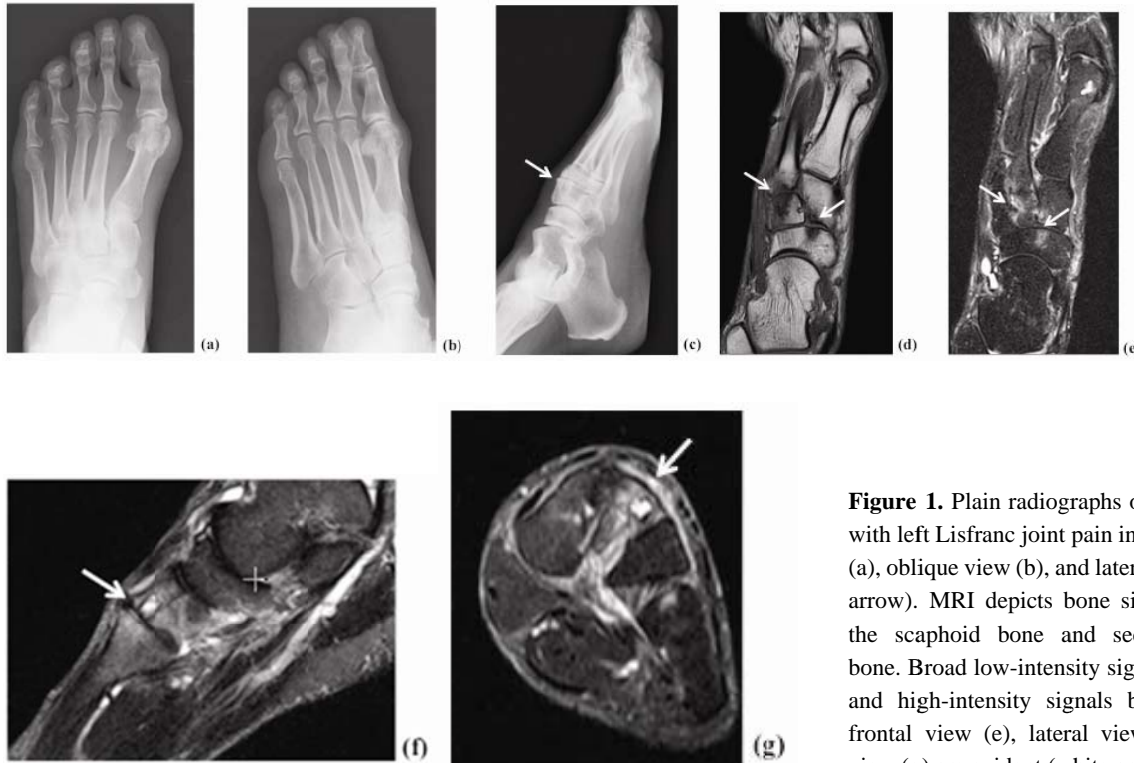 (a)
(b)
(c)
(d)
(e
(f)
(g)
Figure 1. Plain radiographs o
with left Lisfranc joint pain in
(a), oblique view (b), and later
arrow). MRI depicts bone si
the scaphoid bone and sec
bone. Broad low-intensity sig
and high-intensity signals b
frontal view (e), lateral view